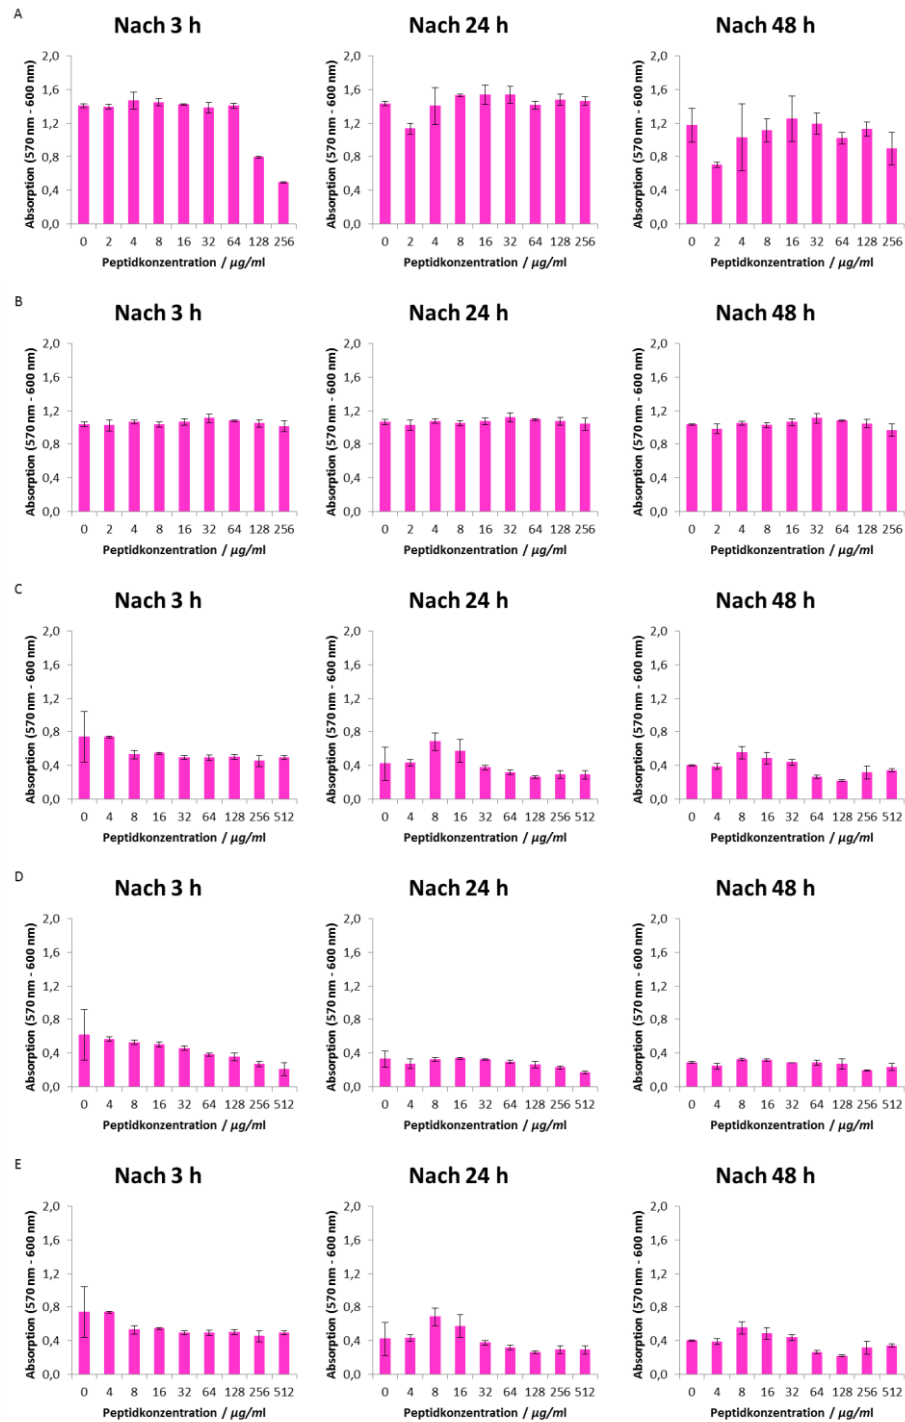 A
Nach 3 h Nach 24 h Nach 48 h
Absorption (570 nm - 600 nm) Absorption (570 nm - 600 nm) Absorption (570 nm - 600 nm)
2,0 2,0 2,0
1,6 1,6 1,6
1,2 1,2 1,2
0,8 0,8 0,8
0,4 0,4 0,4
0,0 0,0 0,0
0 2 4 8 16 32 64 128 256 0 2 4 8 16 32 64 128 256 0 2 4 8 16 32 64 128 256
Peptidkonzentration / µg/ml Peptidkonzentration / µg/ml Peptidkonzentration / µg/ml
B
Nach 3 h Nach 24 h Nach 48 h
Absorption (570 nm - 600 nm) Absorption (570 nm - 600 nm) Absorption (570 nm - 600 nm)
2,0 2,0 2,0
1,6 1,6 1,6
1,2 1,2 1,2
0,8 0,8 0,8
0,4 0,4 0,4
0,0 0,0 0,0
0 2 4 8 16 32 64 128 256 0 2 4 8 16 32 64 128 256 0 2 4 8 16 32 64 128 256
Peptidkonzentration / µg/ml Peptidkonzentration / µg/ml Peptidkonzentration / µg/ml
C
Nach 3 h Nach 24 h Nach 48 h
Absorption (570 nm - 600 nm) Absorption (570 nm - 600 nm) Absorption (570 nm - 600 nm)
2,0 2,0 2,0
1,6 1,6 1,6
1,2 1,2 1,2
0,8 0,8 0,8
0,4 0,4 0,4
0,0 0,0 0,0
0 4 8 16 32 64 128 256 512 0 4 8 16 32 64 128 256 512 0 4 8 16 32 64 128 256 512
Peptidkonzentration / µg/ml Peptidkonzentration / µg/ml Peptidkonzentration / µg/ml
D
Nach 3 h Nach 24 h Nach 48 h
Absorption (570 nm - 600 nm) Absorption (570 nm - 600 nm) Absorption (570 nm - 600 nm)
2,0 2,0 2,0
1,6 1,6 1,6
1,2 1,2 1,2
0,8 0,8 0,8
0,4 0,4 0,4
0,0 0,0 0,0
0 4 8 16 32 64 128 256 512 0 4 8 16 32 64 128 256 512 0 4 8 16 32 64 128 256 512
Peptidkonzentration / µg/ml Peptidkonzentration / µg/ml Peptidkonzentration / µg/ml
E
Nach 3 h Nach 24 h Nach 48 h
Absorption (570 nm - 600 nm) Absorption (570 nm - 600 nm) Absorption (570 nm - 600 nm)
2,0 2,0 2,0
1,6 1,6 1,6
1,2 1,2 1,2
0,8 0,8 0,8
0,4 0,4 0,4
0,0 0,0 0,0
0 4 8 16 32 64 128 256 512 0 4 8 16 32 64 128 256 512 0 4 8 16 32 64 128 256 512
Peptidkonzentration / µg/ml Peptidkonzentration / µg/ml Peptidkonzentration / µg/ml